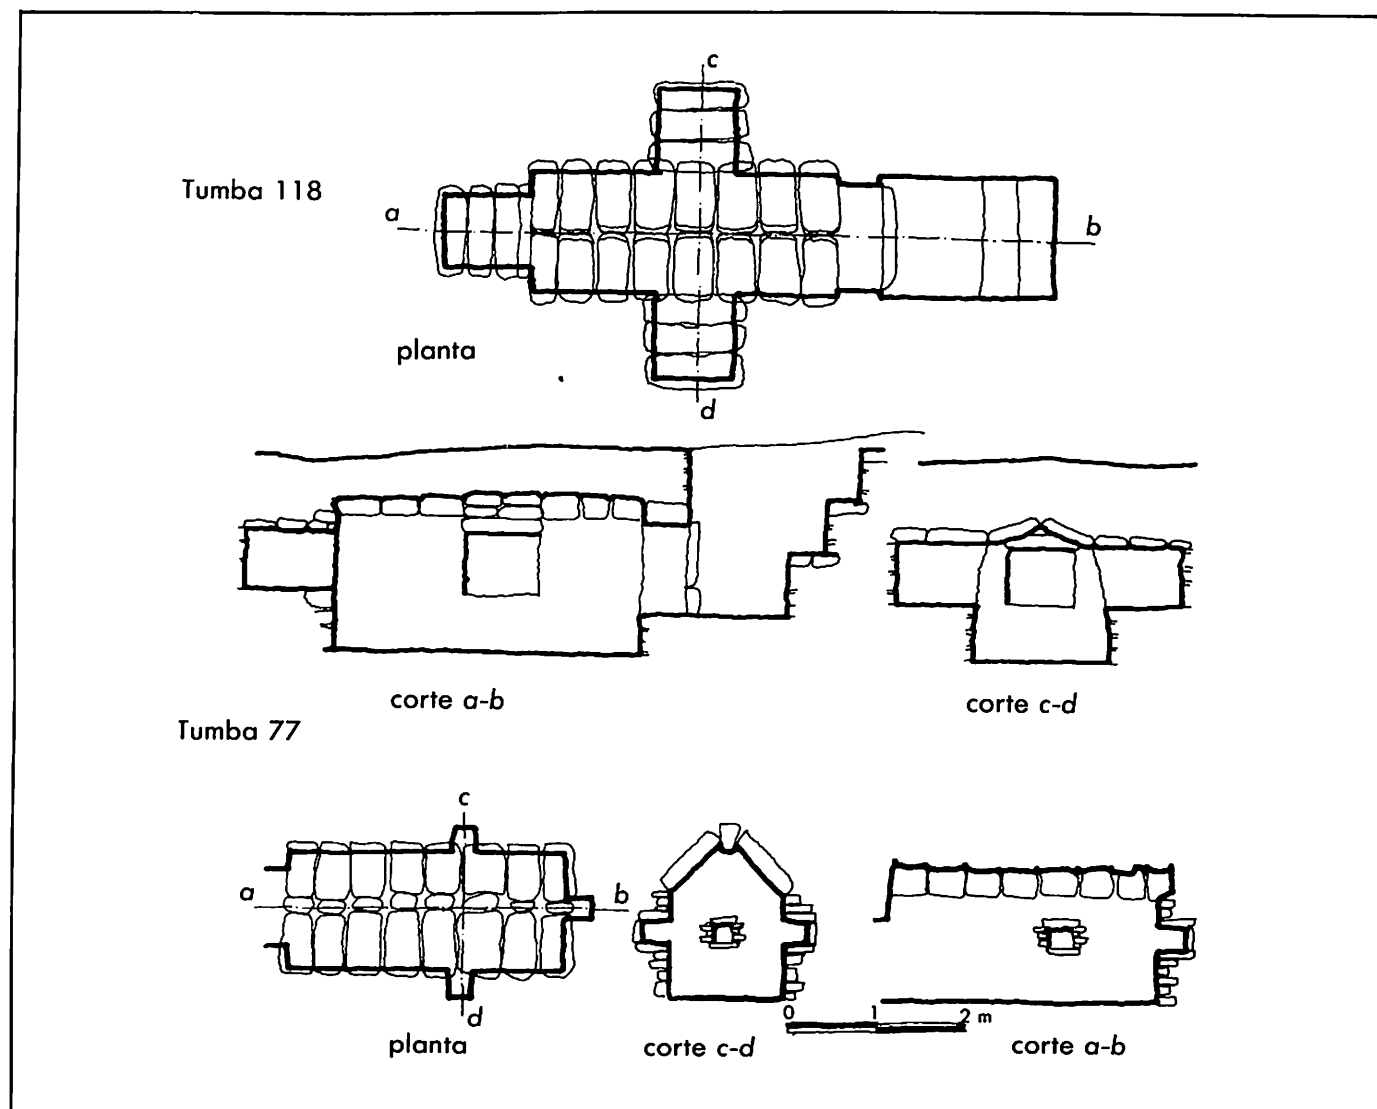 c
Tumba 118
a
b
planta
d
corte a-b
corte c-d
Tumba 77
c
a
b
d
0 1 2 m
planta
corte c-d
corte a-b